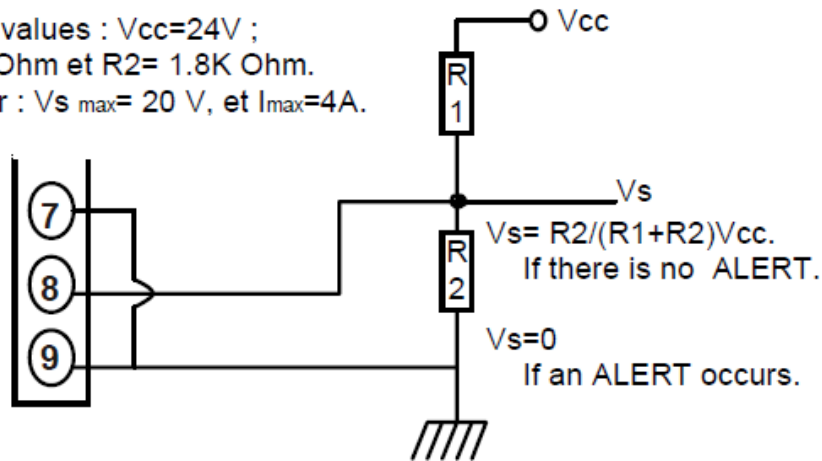 values : Vcc=24V ;
Ohm et R2= 1.8K Ohm.
r : Vs max= 20 V, et Imax=4A.
Vcc
R
1
7
Vs
8
R
2
Vs= R2/(R1+R2)Vcc.
If there is no ALERT.
9
Vs=0
If an ALERT occurs.